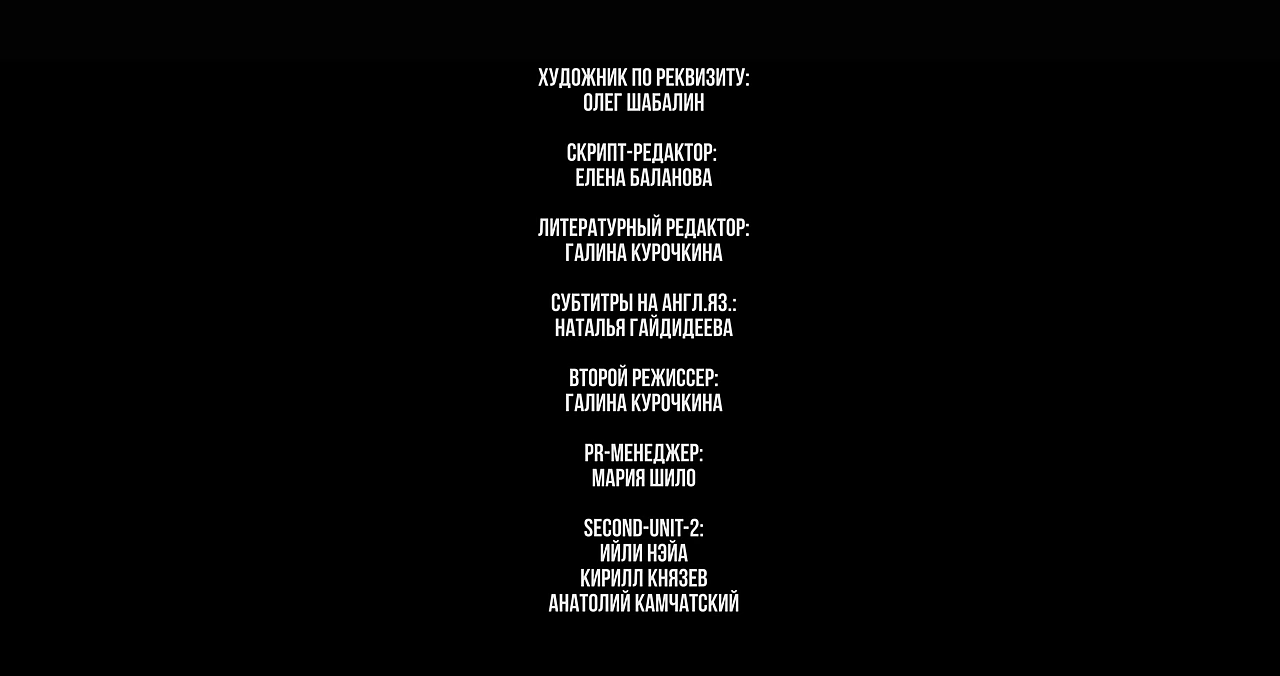 ХУДОЖНИК ПО РЕКВИЗИТУ:
ОЛЕГ ШАБАЛИН
СКРИПТ-РЕДАКТОР:
ЕЛЕНА БАЛАНОВА
ЛИТЕРАТУРНЫЙ РЕДАКТОР:
ГАЛИНА КУРОЧКИНА
СУБТИТРЫ НА АНГЛ.ЯЗ.:
НАТАЛЬЯ ГАЙДИДЕЕВА
ВТОРОЙ РЕЖИССЕР:
ГАЛИНА КУРОЧКИНА
PR-МЕНЕДЖЕР:
МАРИЯ ШИЛО
SECOND-UNIT-2:
ИЙЛИ НЭЙА
КИРИЛЛ КНЯЗЕВ
АНАТОЛИЙ КАМЧАТСКИЙ